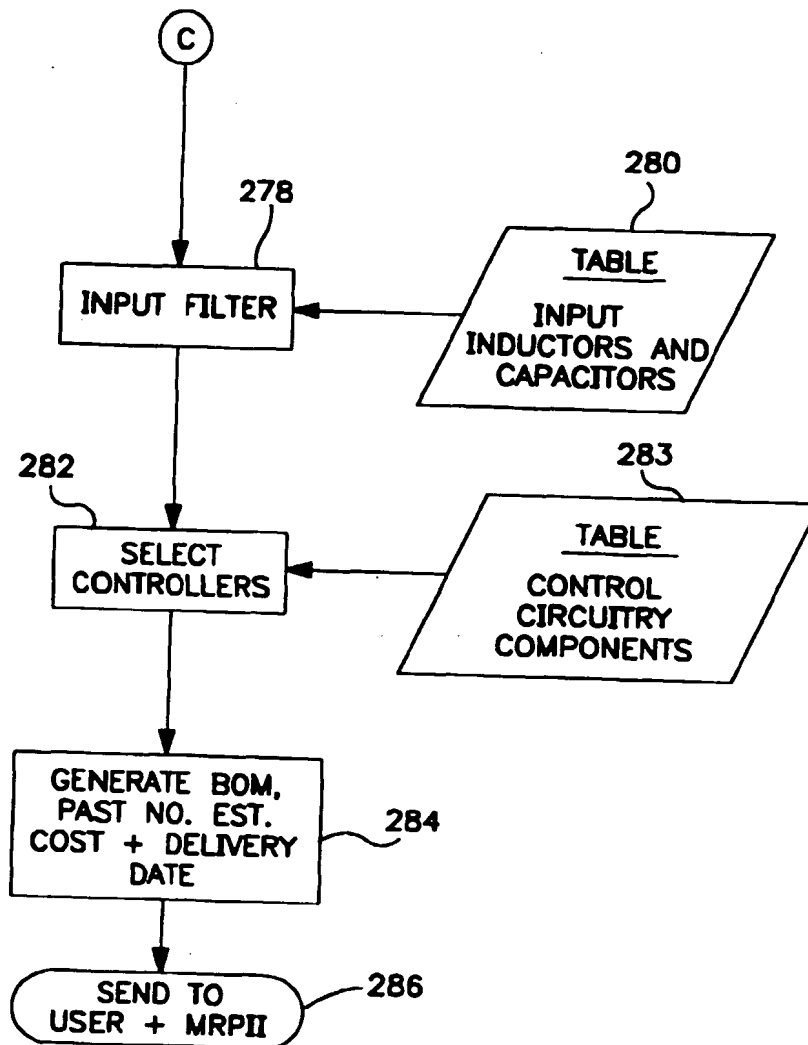 C
278
INPUT FILTER
280
TABLE
INPUT
INDUCTORS AND
CAPACITORS
282
SELECT
CONTROLLERS
283
TABLE
CONTROL
CIRCUITRY
COMPONENTS
GENERATE BOM,
PAST NO. EST.
COST + DELIVERY
DATE
284
SEND TO
USER + MRPII
286